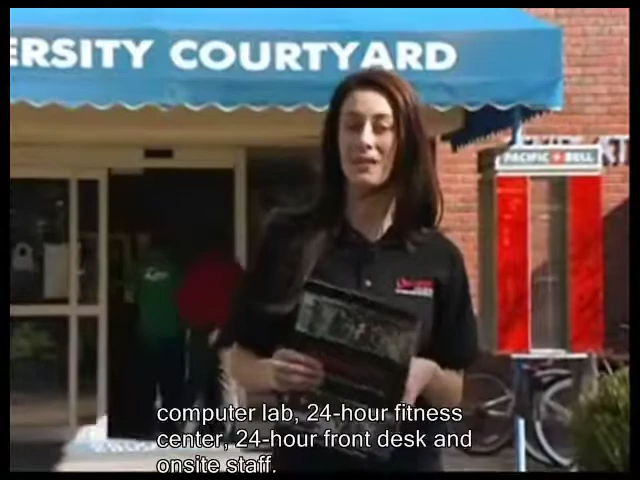 ERSITY COURTYARD
PACIFIC BELL
computer lab, 24-hour fitness
center, 24-hour front desk and
onsite staff.